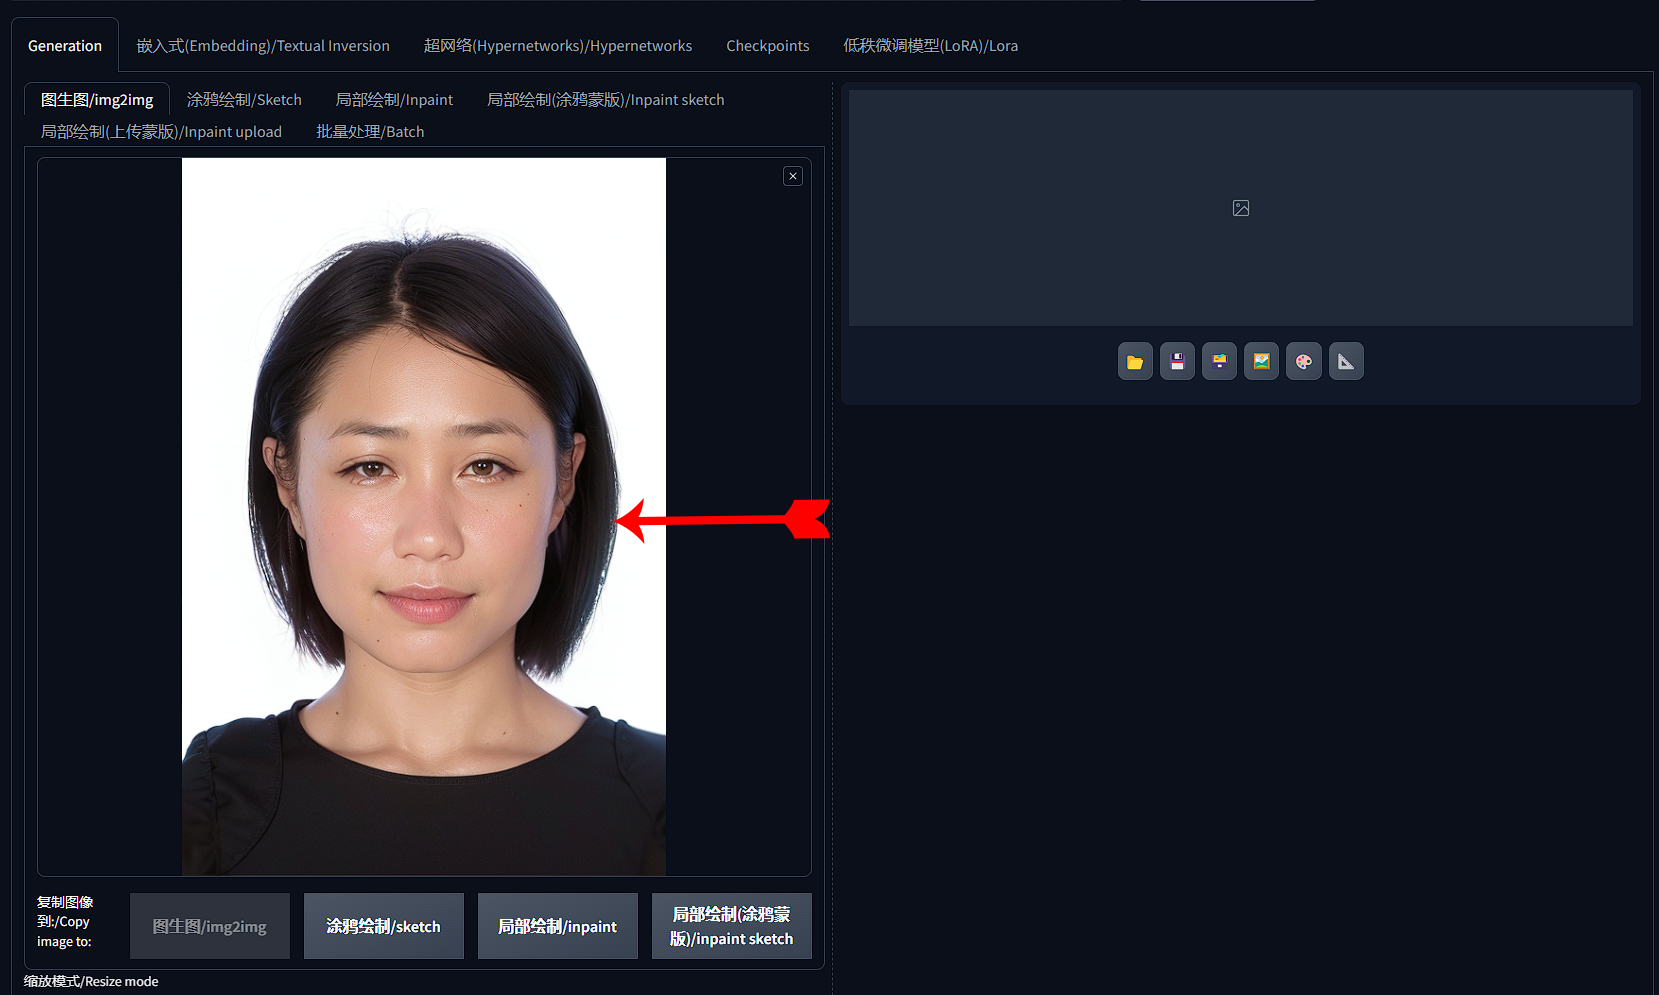 Generation
嵌入式(Embedding)/Textual Inversion
超网络(Hypernetworks)/Hypernetworks
Checkpoints
低秩微调模型(LoRA)/Lora
图生图/img2img
涂鸦绘制/Sketch
局部绘制/Inpaint
局部绘制(涂鸦蒙版)/Inpaint sketch
局部绘制(上传蒙版)/Inpaint upload
批量处理/Batch
复制图像
到:/Copy
image to:
图生图/img2img
涂鸦绘制/sketch
局部绘制/inpaint
局部绘制(涂鸦蒙
版)/inpaint sketch
缩放模式/Resize mode